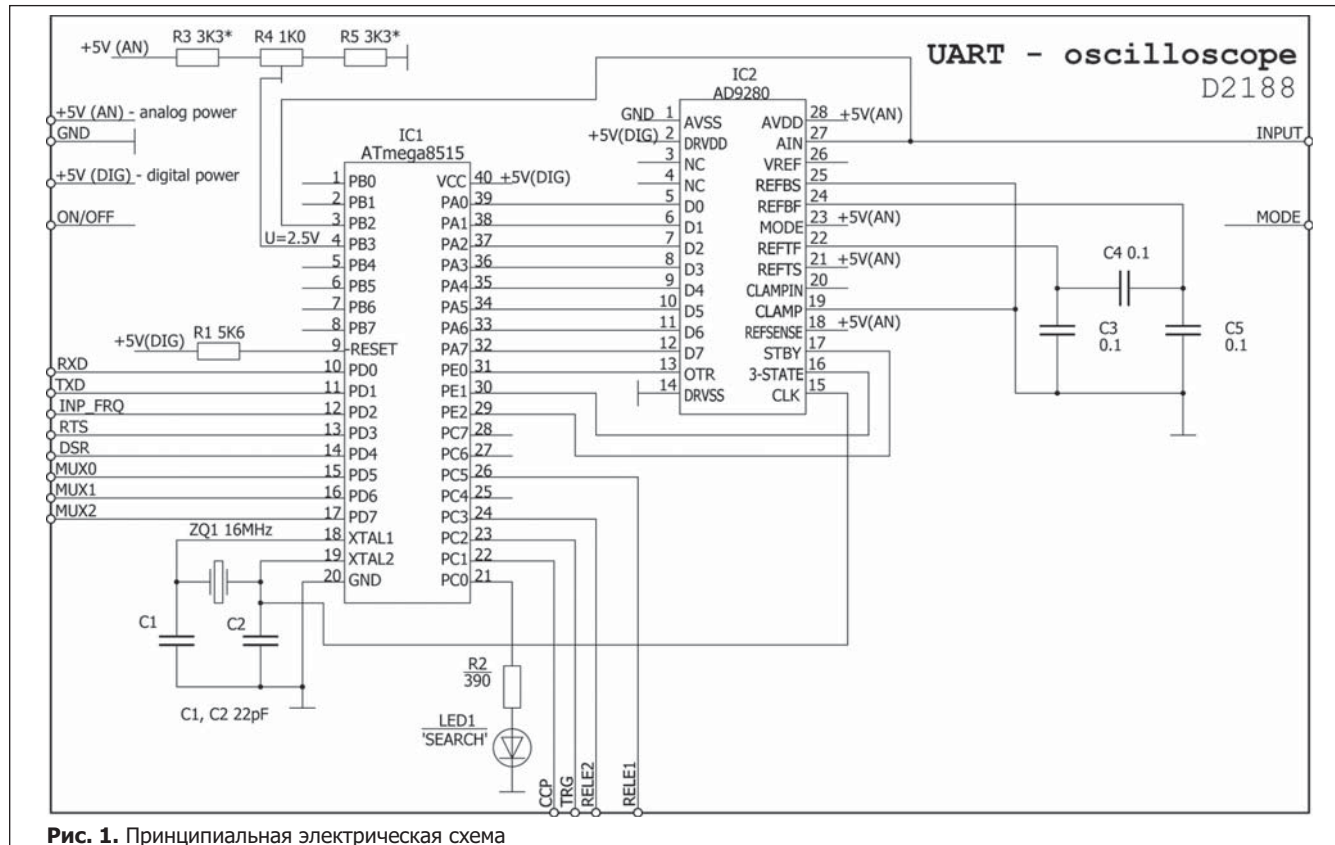 UART - oscilloscope
D2188
+5V (AN)
R3 3K3*
R4 1K0
R5 3K3*
+5V (AN) - analog power
GND
+5V (DIG) - digital power
ON/OFF
U=2.5V
+5V(DIG)
R1 5K6
RXD
TXD
INP_FRQ
RTS
DSR
MUX0
MUX1
MUX2
IC1
ATmega8515
1 PB0
2 PB1
3 PB2
4 PB3
5 PB4
6 PB5
7 PB6
8 PB7
9 -RESET
10 PD0
11 PD1
12 PD2
13 PD3
14 PD4
15 PD5
16 PD6
17 PD7
18 XTAL1
19 XTAL2
20 GND
VCC 40 +5V(DIG)
PA0 39
PA1 38
PA2 37
PA3 36
PA4 35
PA5 34
PA6 33
PA7 32
PE0 31
PE1 30
PE2 29
PC7 28
PC6 27
PC5 26
PC4 25
PC3 24
PC2 23
PC1 22
PC0 21
IC2
AD9280
GND 1 AVSS
+5V(DIG) 2 DRVDD
3 NC
4 NC
5 D0
6 D1
7 D2
8 D3
9 D4
10 D5
11 D6
12 D7
13 OTR
14 DRVSS
AVDD 28 +5V(AN)
AIN 27
VREF 26
REFBS 25
REFBF 24
MODE 23 +5V(AN)
REFTF 22
REFTS 21 +5V(AN)
CLAMPIN 20
CLAMP 19
REFSENSE 18 +5V(AN)
STBY 17
3-STATE 16
CLK 15
INPUT
MODE
C4 0.1
C3
0.1
C5
0.1
ZQ1 16MHz
C1
C2
C1, C2 22pF
R2
390
LED1
'SEARCH'
CCP
TRG
RELE2
RELE1
Рис. 1. Принципиальная электрическая схема